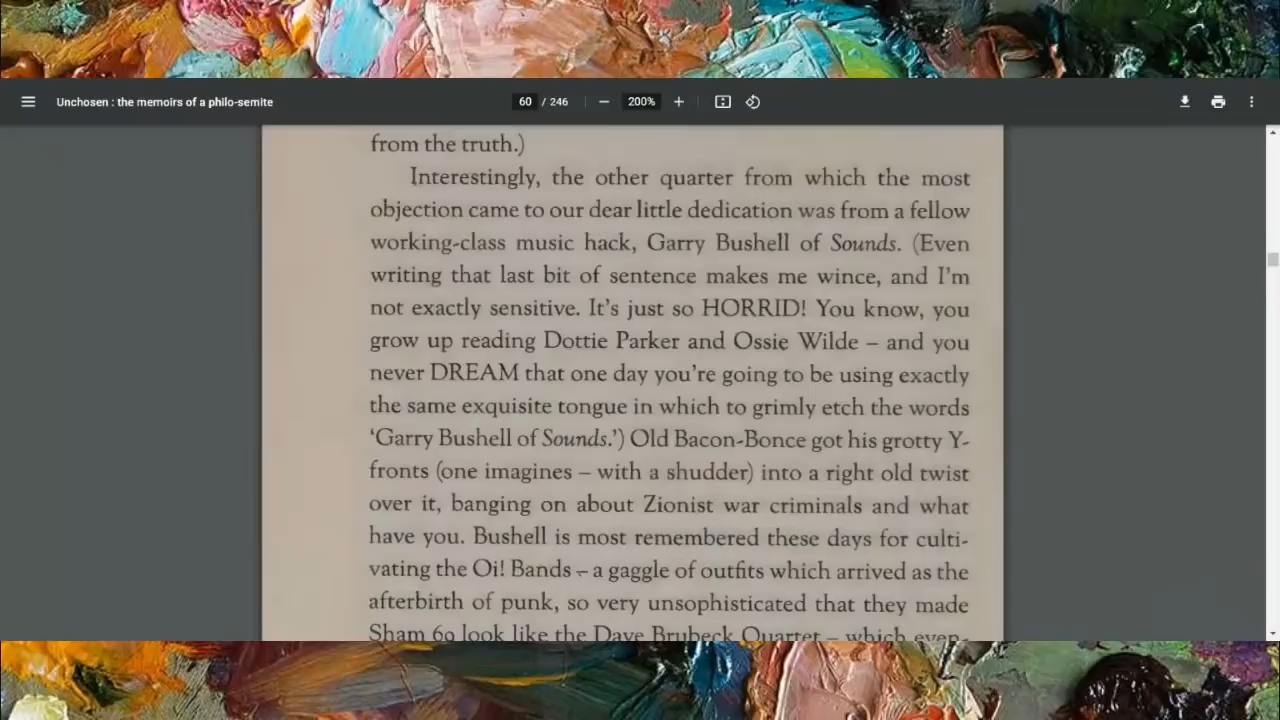 Unchosen : the memoirs of a philo-semite
60 / 246
200%
from the truth.)
Interestingly, the other quarter from which the most
objection came to our dear little dedication was from a fellow
working-class music hack, Garry Bushell of Sounds. (Even
writing that last bit of sentence makes me wince, and I'm
not exactly sensitive. It's just so HORRID! You know, you
grow up reading Dottie Parker and Ossie Wilde – and you
never DREAM that one day you're going to be using exactly
the same exquisite tongue in which to grimly etch the words
'Garry Bushell of Sounds.') Old Bacon-Bonce got his grotty Y-
fronts (one imagines – with a shudder) into a right old twist
over it, banging on about Zionist war criminals and what
have you. Bushell is most remembered these days for culti-
vating the Oi! Bands – a gaggle of outfits which arrived as the
afterbirth of punk, so very unsophisticated that they made
Sham 69 look like the Dave Brubeck Quartet – which even-